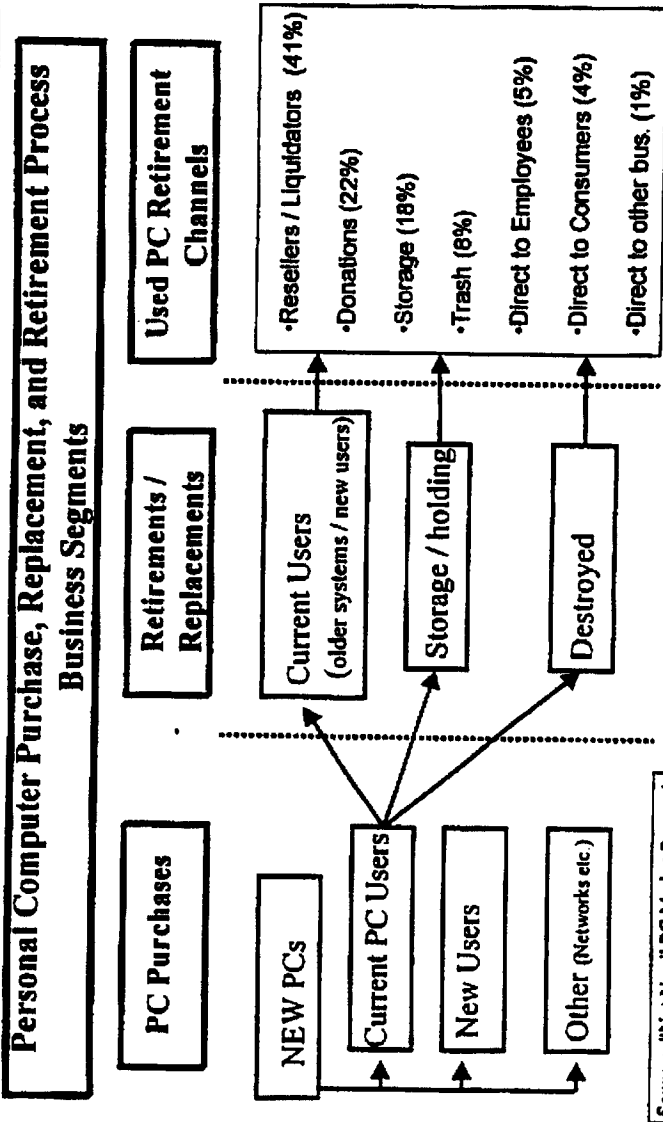 Personal Computer Purchase, Replacement, and Retirement Process
Business Segments
PC Purchases
Retirements /
Replacements
Used PC Retirement
Channels
NEW PCs
Current PC Users
New Users
Other (Networks etc.)
Current Users
(older systems / new users)
Storage / holding
Destroyed
•Resellers / Liquidators (41%)
•Donations (22%)
•Storage (18%)
•Trash (8%)
•Direct to Employees (5%)
•Direct to Consumers (4%)
•Direct to other bus. (1%)